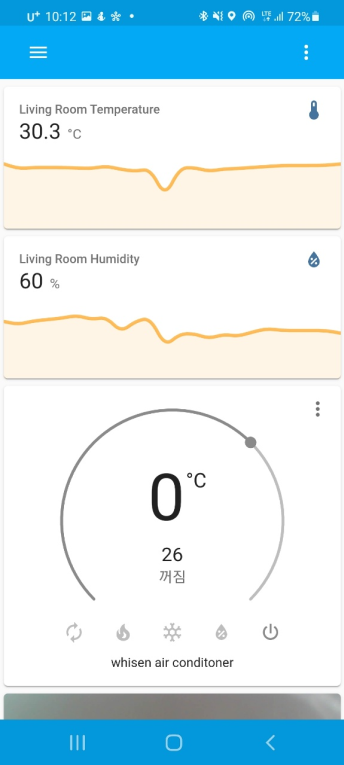 U+ 10:12 LTE 72%
Living Room Temperature
30.3 °C
Living Room Humidity
60 %
0 °C
26
꺼짐
whisen air conditoner